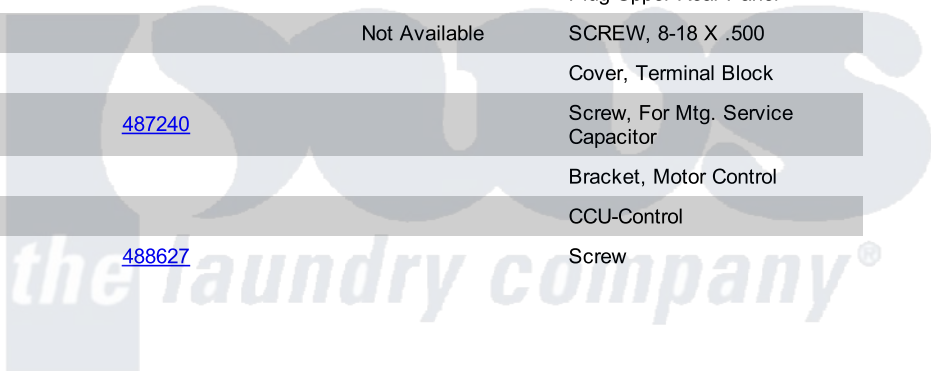 Not Available SCREW, 8-18 X .500
Cover, Terminal Block
487240 Screw, For Mtg. Service
Capacitor
Bracket, Motor Control
CCU-Control
488627 Screw
the laundry company®